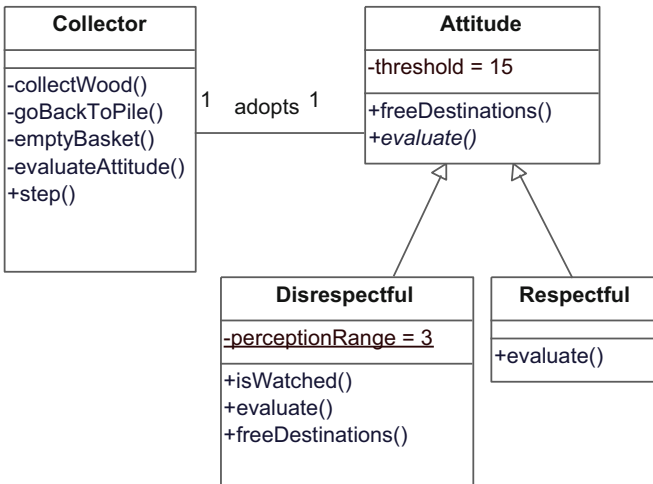 Collector
-collectWood()
-goBackToPile()
-emptyBasket()
-evaluateAttitude()
+step()
1 adopts 1
Attitude
-threshold = 15
+freeDestinations()
+evaluate()
Disrespectful
-perceptionRange = 3
+isWatched()
+evaluate()
+freeDestinations()
Respectful
+evaluate()